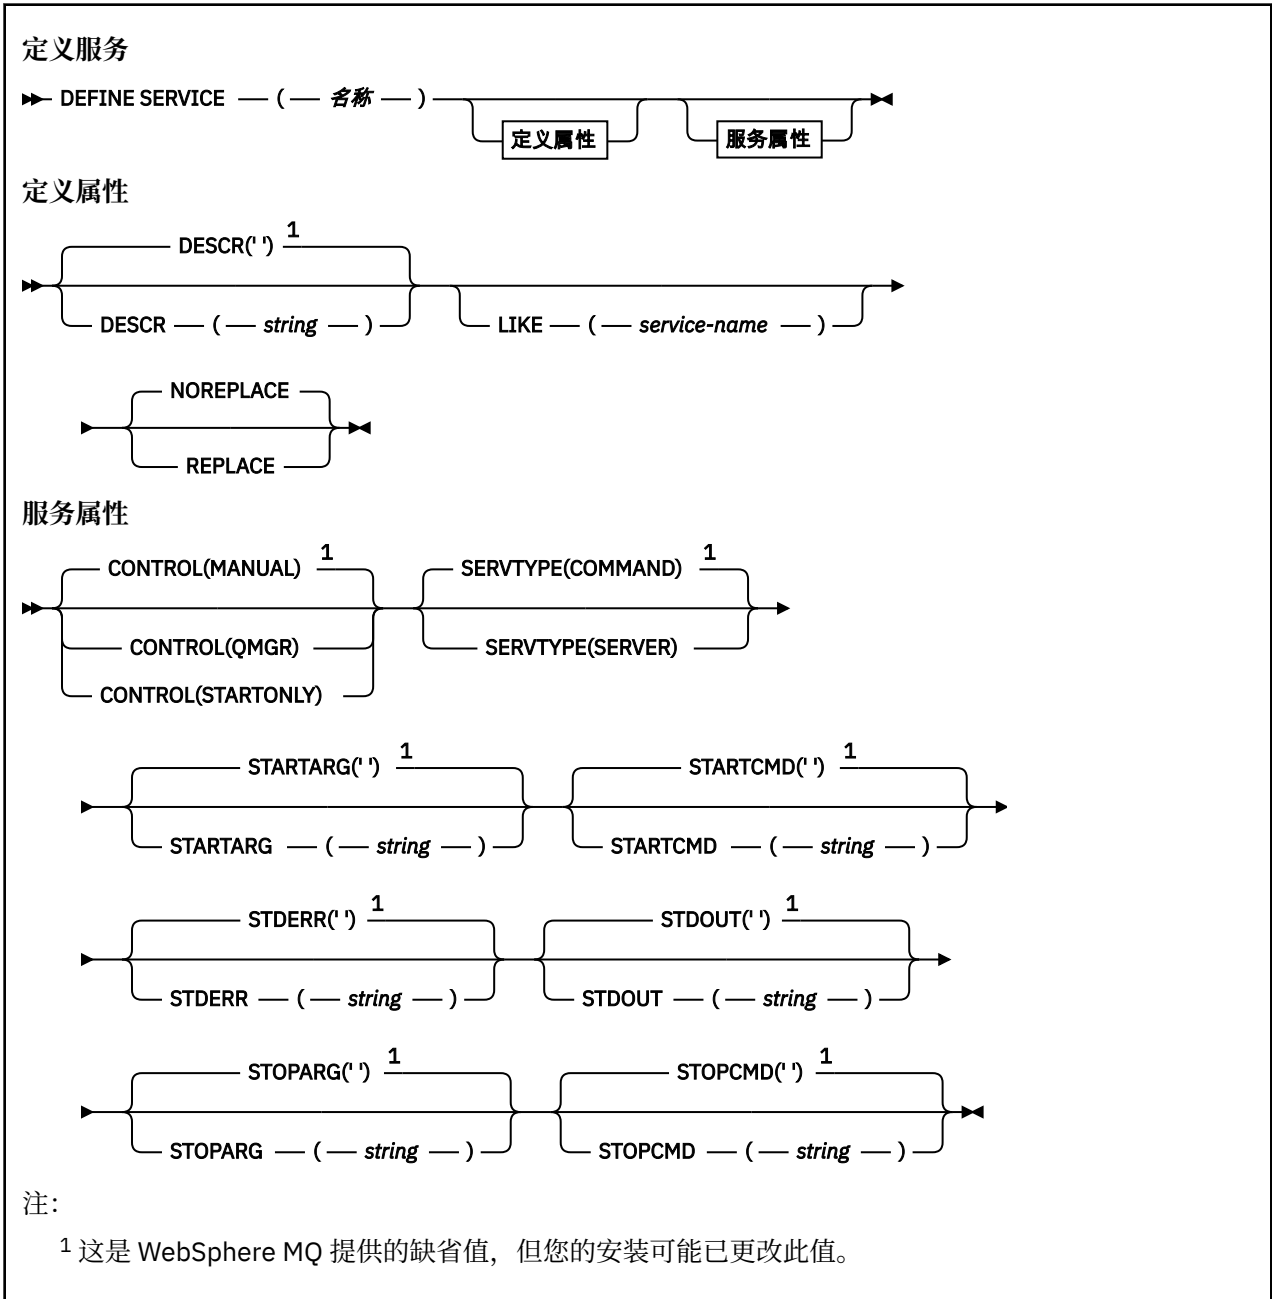 定义服务
DEFINE SERVICE ( 名称 )
定义属性 服务属性
定义属性
DESCR(' ') 1
DESCR ( string ) LIKE ( service-name )
NOREPLACE
REPLACE
服务属性
CONTROL(MANUAL) 1 SERVTYPE(COMMAND) 1
CONTROL(QMGR) SERVTYPE(SERVER)
CONTROL(STARTONLY)
STARTARG(' ') 1 STARTCMD(' ') 1
STARTARG ( string ) STARTCMD ( string )
STDERR(' ') 1 STDOUT(' ') 1
STDERR ( string ) STDOUT ( string )
STOPARG(' ') 1 STOPCMD(' ') 1
STOPARG ( string ) STOPCMD ( string )
注：
1 这是 WebSphere MQ 提供的缺省值，但您的安装可能已更改此值。